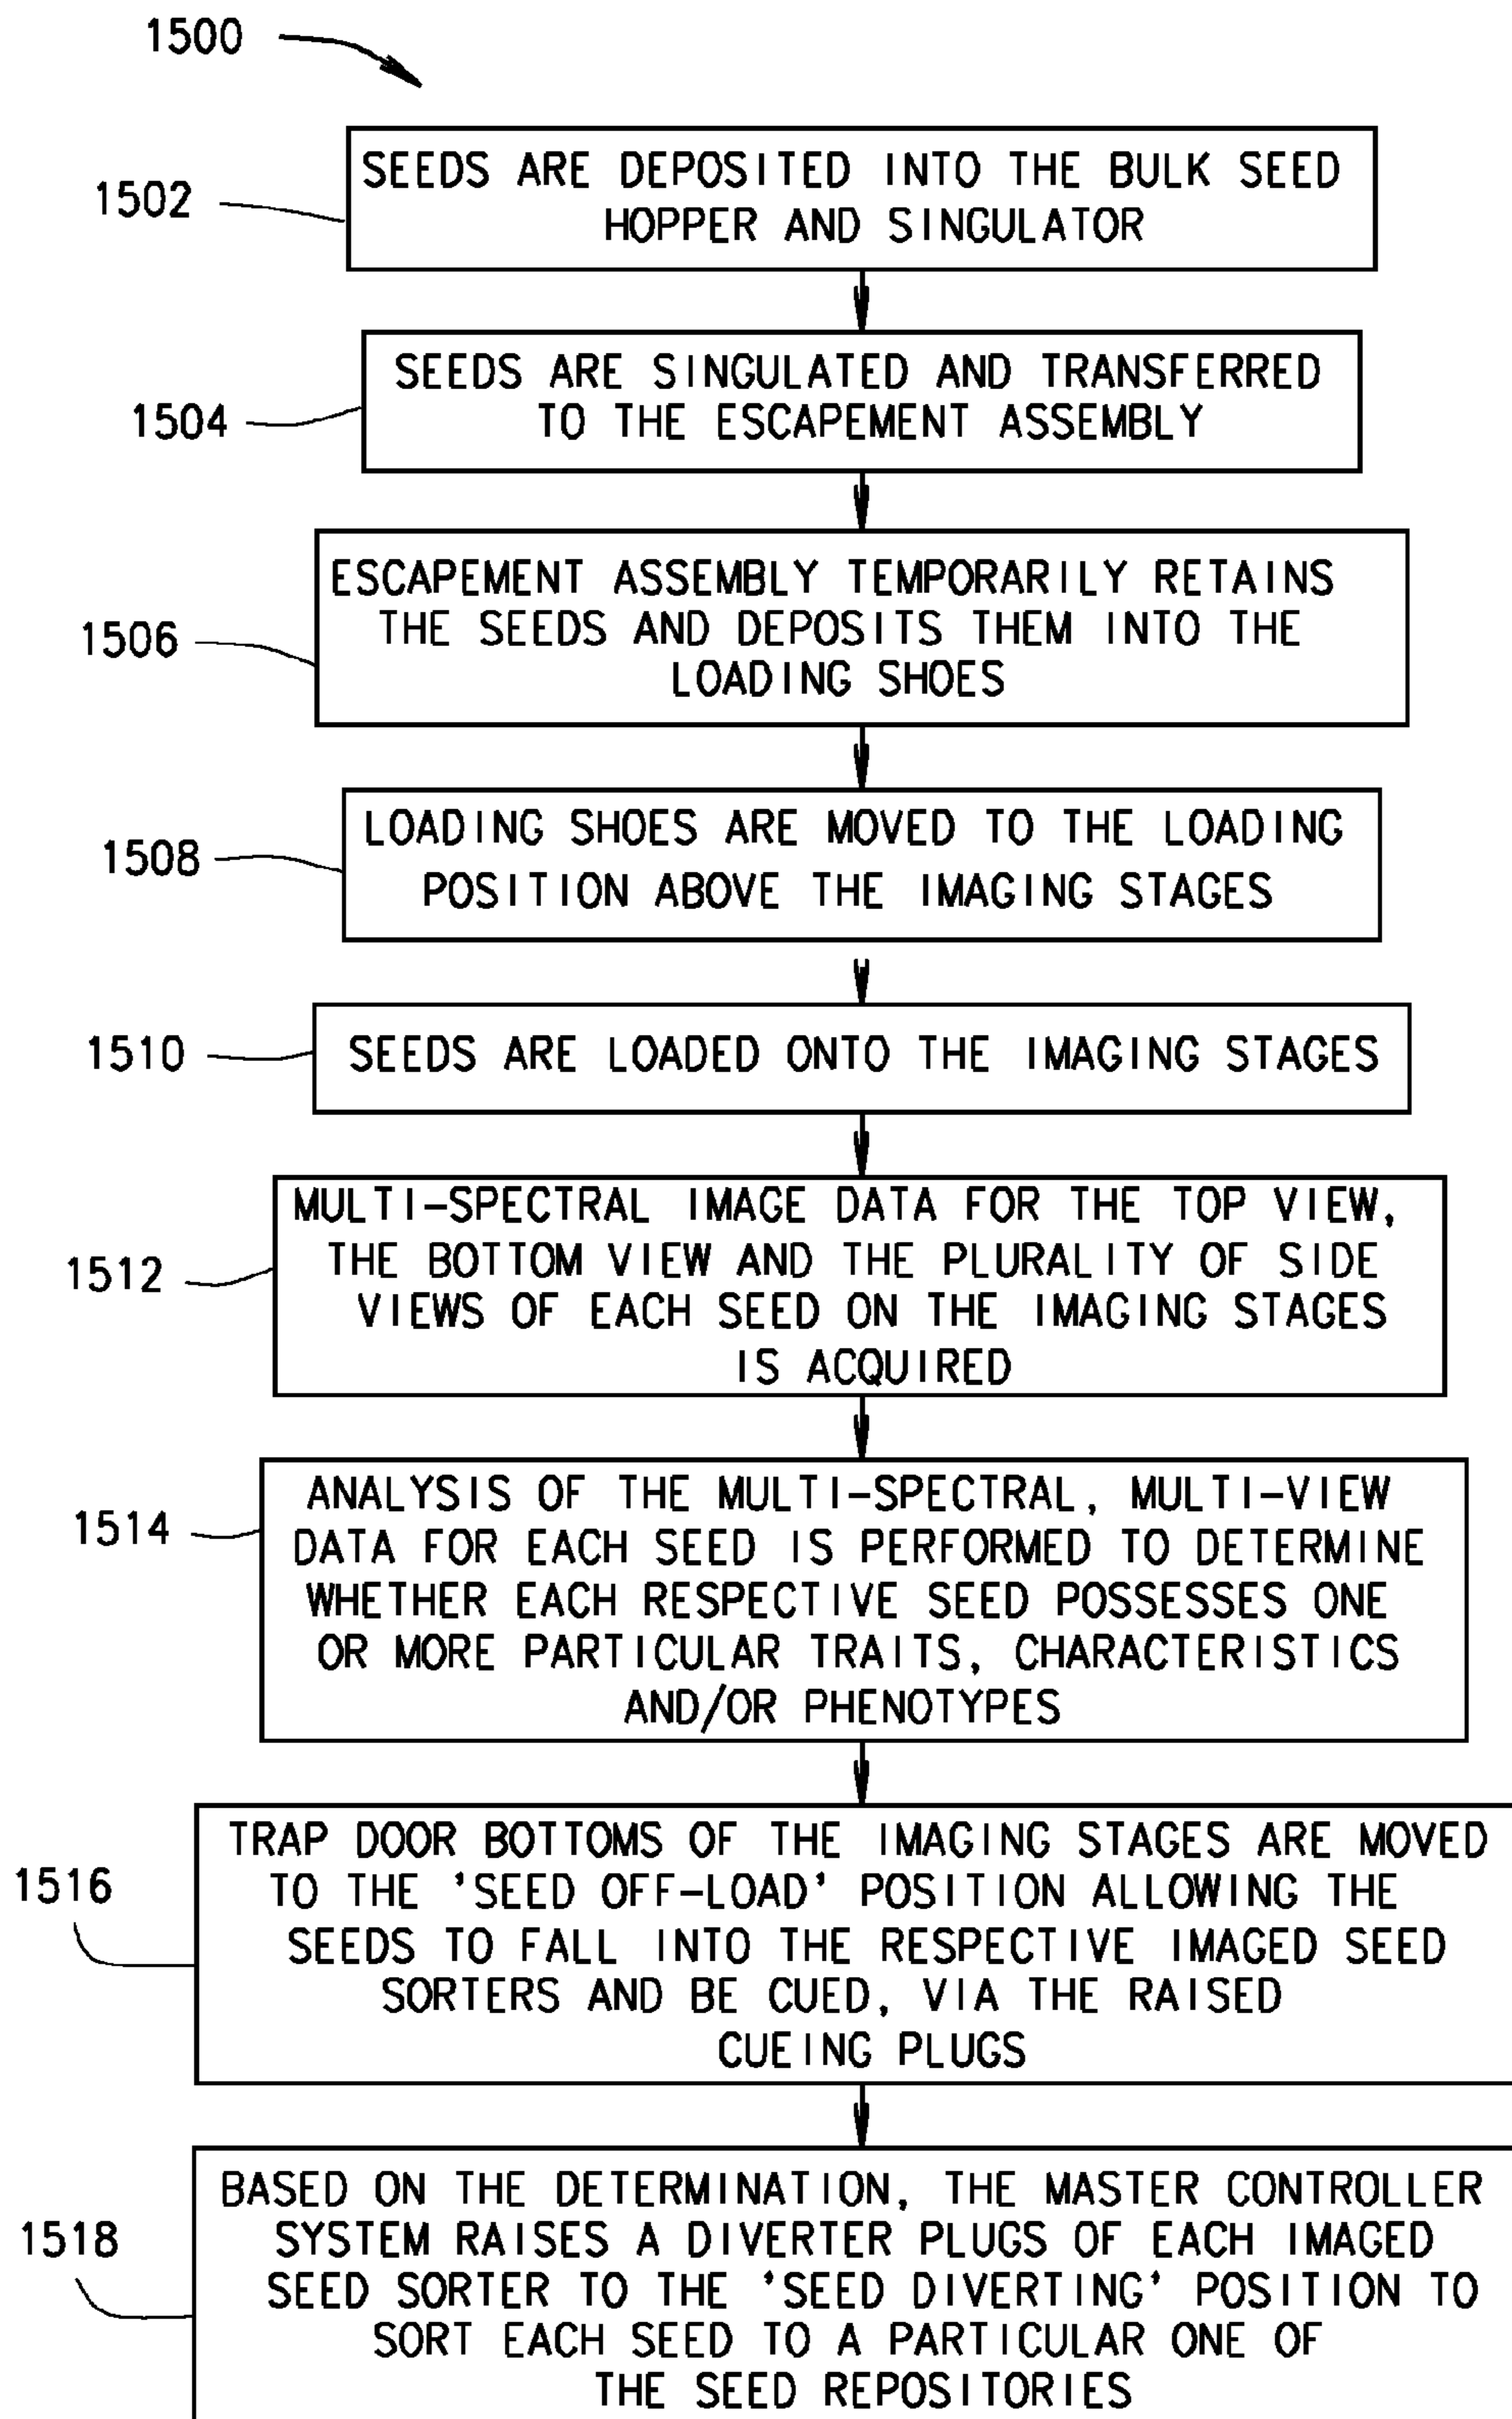 1500
1502
SEEDS ARE DEPOSITED INTO THE BULK SEED
HOPPER AND SINGULATOR
1504
SEEDS ARE SINGULATED AND TRANSFERRED
TO THE ESCAPEMENT ASSEMBLY
1506
ESCAPEMENT ASSEMBLY TEMPORARILY RETAINS
THE SEEDS AND DEPOSITS THEM INTO THE
LOADING SHOES
1508
LOADING SHOES ARE MOVED TO THE LOADING
POSITION ABOVE THE IMAGING STAGES
1510
SEEDS ARE LOADED ONTO THE IMAGING STAGES
1512
MULTI-SPECTRAL IMAGE DATA FOR THE TOP VIEW,
THE BOTTOM VIEW AND THE PLURALITY OF SIDE
VIEWS OF EACH SEED ON THE IMAGING STAGES
IS ACQUIRED
1514
ANALYSIS OF THE MULTI-SPECTRAL, MULTI-VIEW
DATA FOR EACH SEED IS PERFORMED TO DETERMINE
WHETHER EACH RESPECTIVE SEED POSSESSES ONE
OR MORE PARTICULAR TRAITS, CHARACTERISTICS
AND/OR PHENOTYPES
1516
TRAP DOOR BOTTOMS OF THE IMAGING STAGES ARE MOVED
TO THE 'SEED OFF-LOAD' POSITION ALLOWING THE
SEEDS TO FALL INTO THE RESPECTIVE IMAGED SEED
SORTERS AND BE CUED, VIA THE RAISED
CUEING PLUGS
1518
BASED ON THE DETERMINATION, THE MASTER CONTROLLER
SYSTEM RAISES A DIVERTER PLUGS OF EACH IMAGED
SEED SORTER TO THE 'SEED DIVERTING' POSITION TO
SORT EACH SEED TO A PARTICULAR ONE OF
THE SEED REPOSITORIES